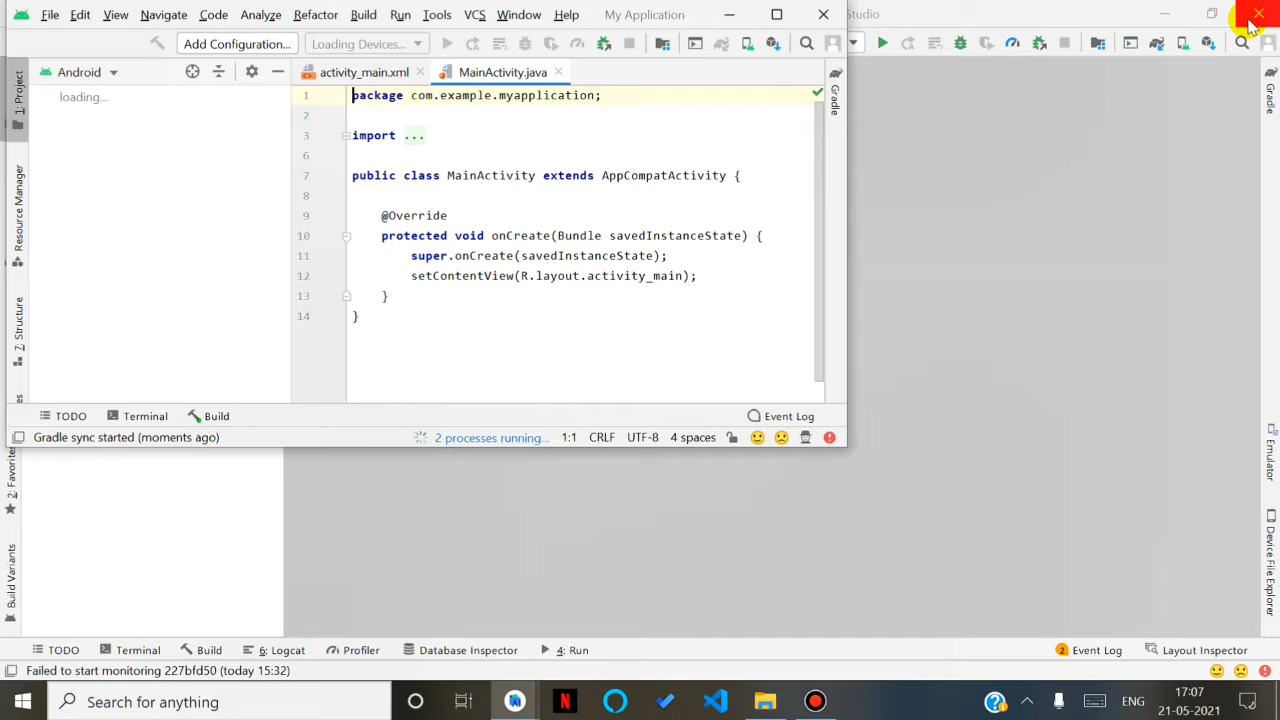 File Edit View Navigate Code Analyze Refactor Build Run Tools VCS Window Help My Application
Studio
Add Configuration... Loading Devices...
Android
activity_main.xml MainActivity.java
1: Project
Resource Manager
7: Structure
2: Favorites
Build Variants
loading...
1 package com.example.myapplication;
2
3 import ...
6
7 public class MainActivity extends AppCompatActivity {
8
9 @Override
10 protected void onCreate(Bundle savedInstanceState) {
11 super.onCreate(savedInstanceState);
12 setContentView(R.layout.activity_main);
13 }
14 }
Gradle
Gradle
Emulator
Device File Explorer
TODO Terminal Build Event Log
Gradle sync started (moments ago) 2 processes running... 1:1 CRLF UTF-8 4 spaces
TODO Terminal Build 6: Logcat Profiler Database Inspector 4: Run 2 Event Log Layout Inspector
Failed to start monitoring 227bfd50 (today 15:32)
Search for anything
ENG
17:07
21-05-2021